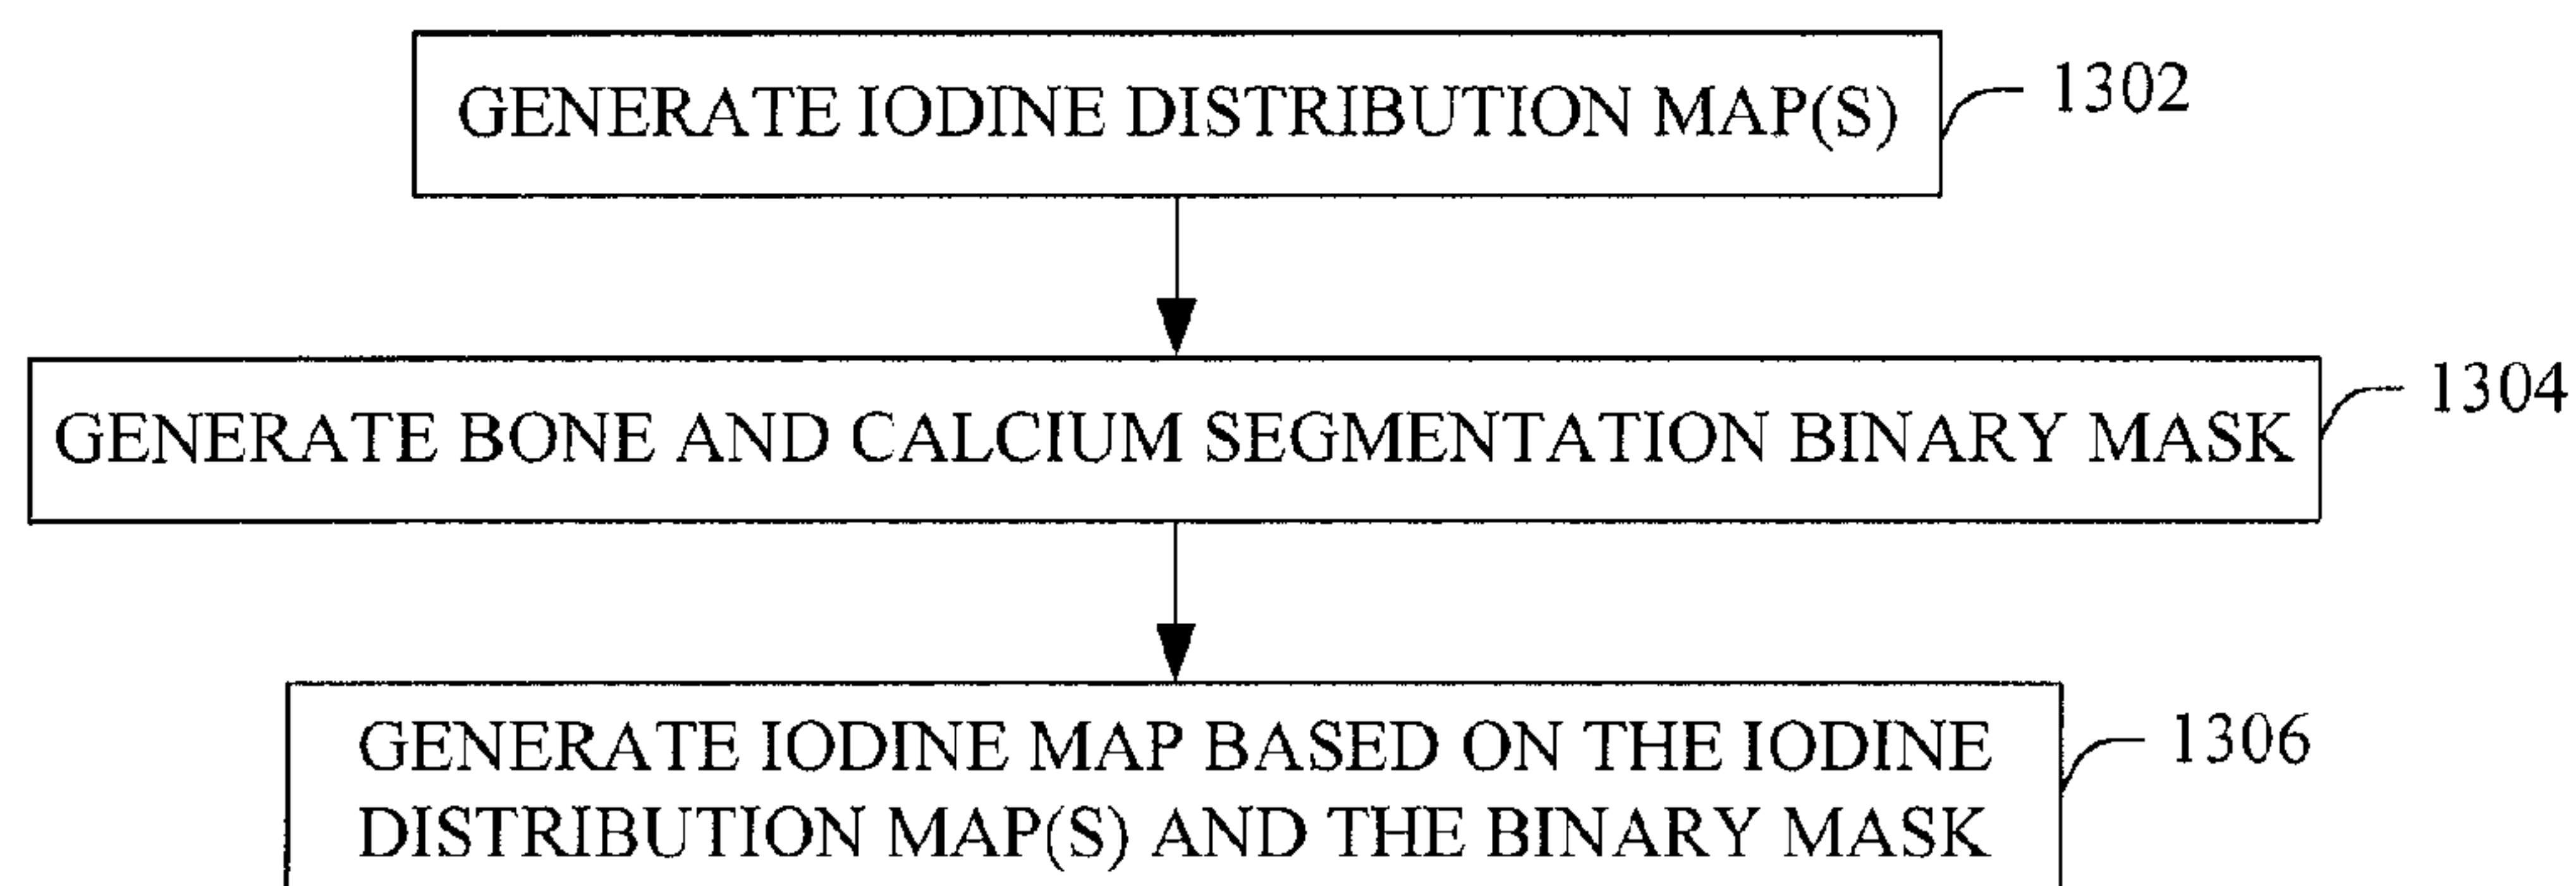 GENERATE IODINE DISTRIBUTION MAP(S)
1302
GENERATE BONE AND CALCIUM SEGMENTATION BINARY MASK
1304
GENERATE IODINE MAP BASED ON THE IODINE
DISTRIBUTION MAP(S) AND THE BINARY MASK
1306